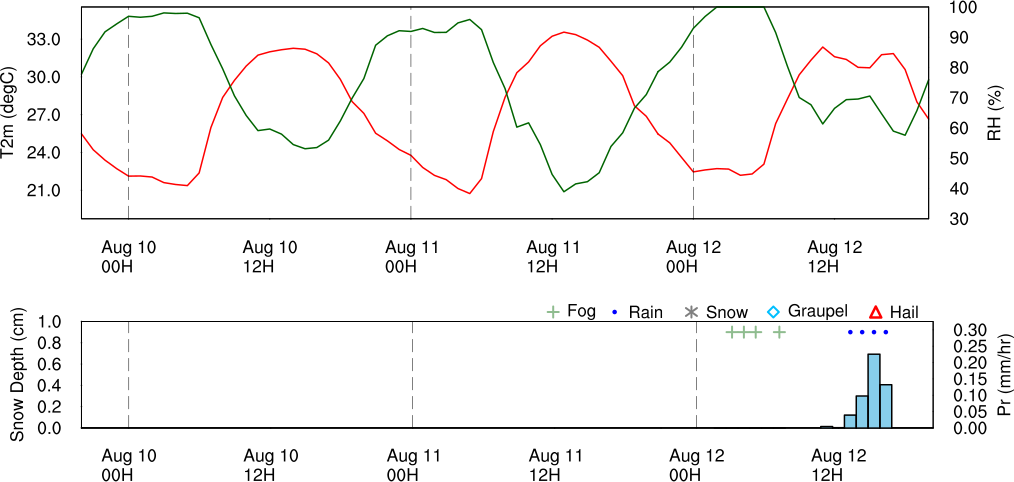 100
33.0
90
80
30.0
70
27.0
60
24.0
50
21.0
40
30
T2m (degC)
RH (%)
Aug 10 Aug 10 Aug 11 Aug 11 Aug 12 Aug 12
00H 12H 00H 12H 00H 12H
Fog Rain Snow Graupel Hail
1.0
0.8
0.6
0.4
0.2
0.0
Snow Depth (cm)
0.30
0.25
0.20
0.15
0.10
0.05
0.00
Pr (mm/hr)
Aug 10 Aug 10 Aug 11 Aug 11 Aug 12 Aug 12
00H 12H 00H 12H 00H 12H